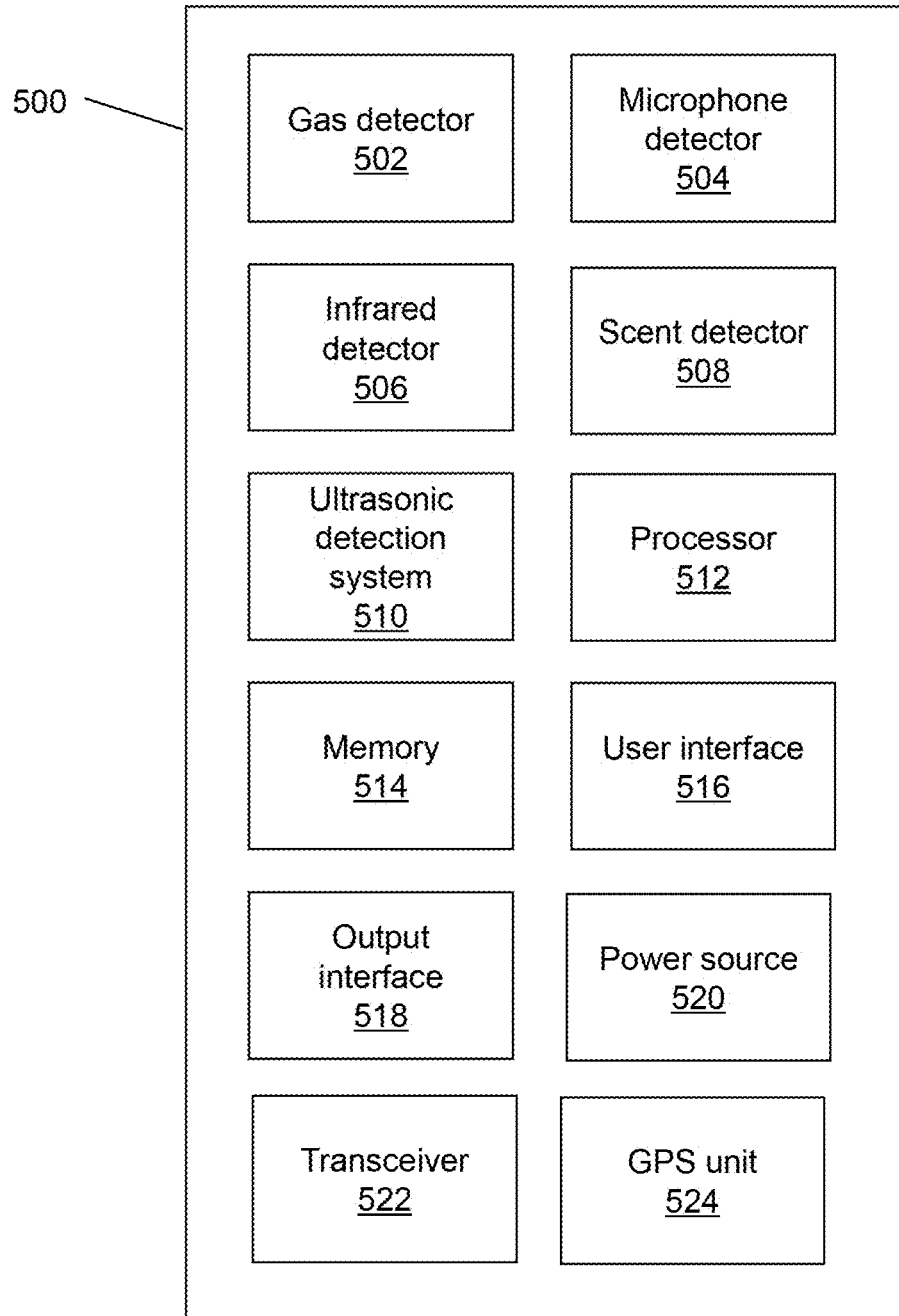 500
Gas detector
502
Microphone
detector
504
Infrared
detector
506
Scent detector
508
Ultrasonic
detection
system
510
Processor
512
Memory
514
User interface
516
Output
interface
518
Power source
520
Transceiver
522
GPS unit
524